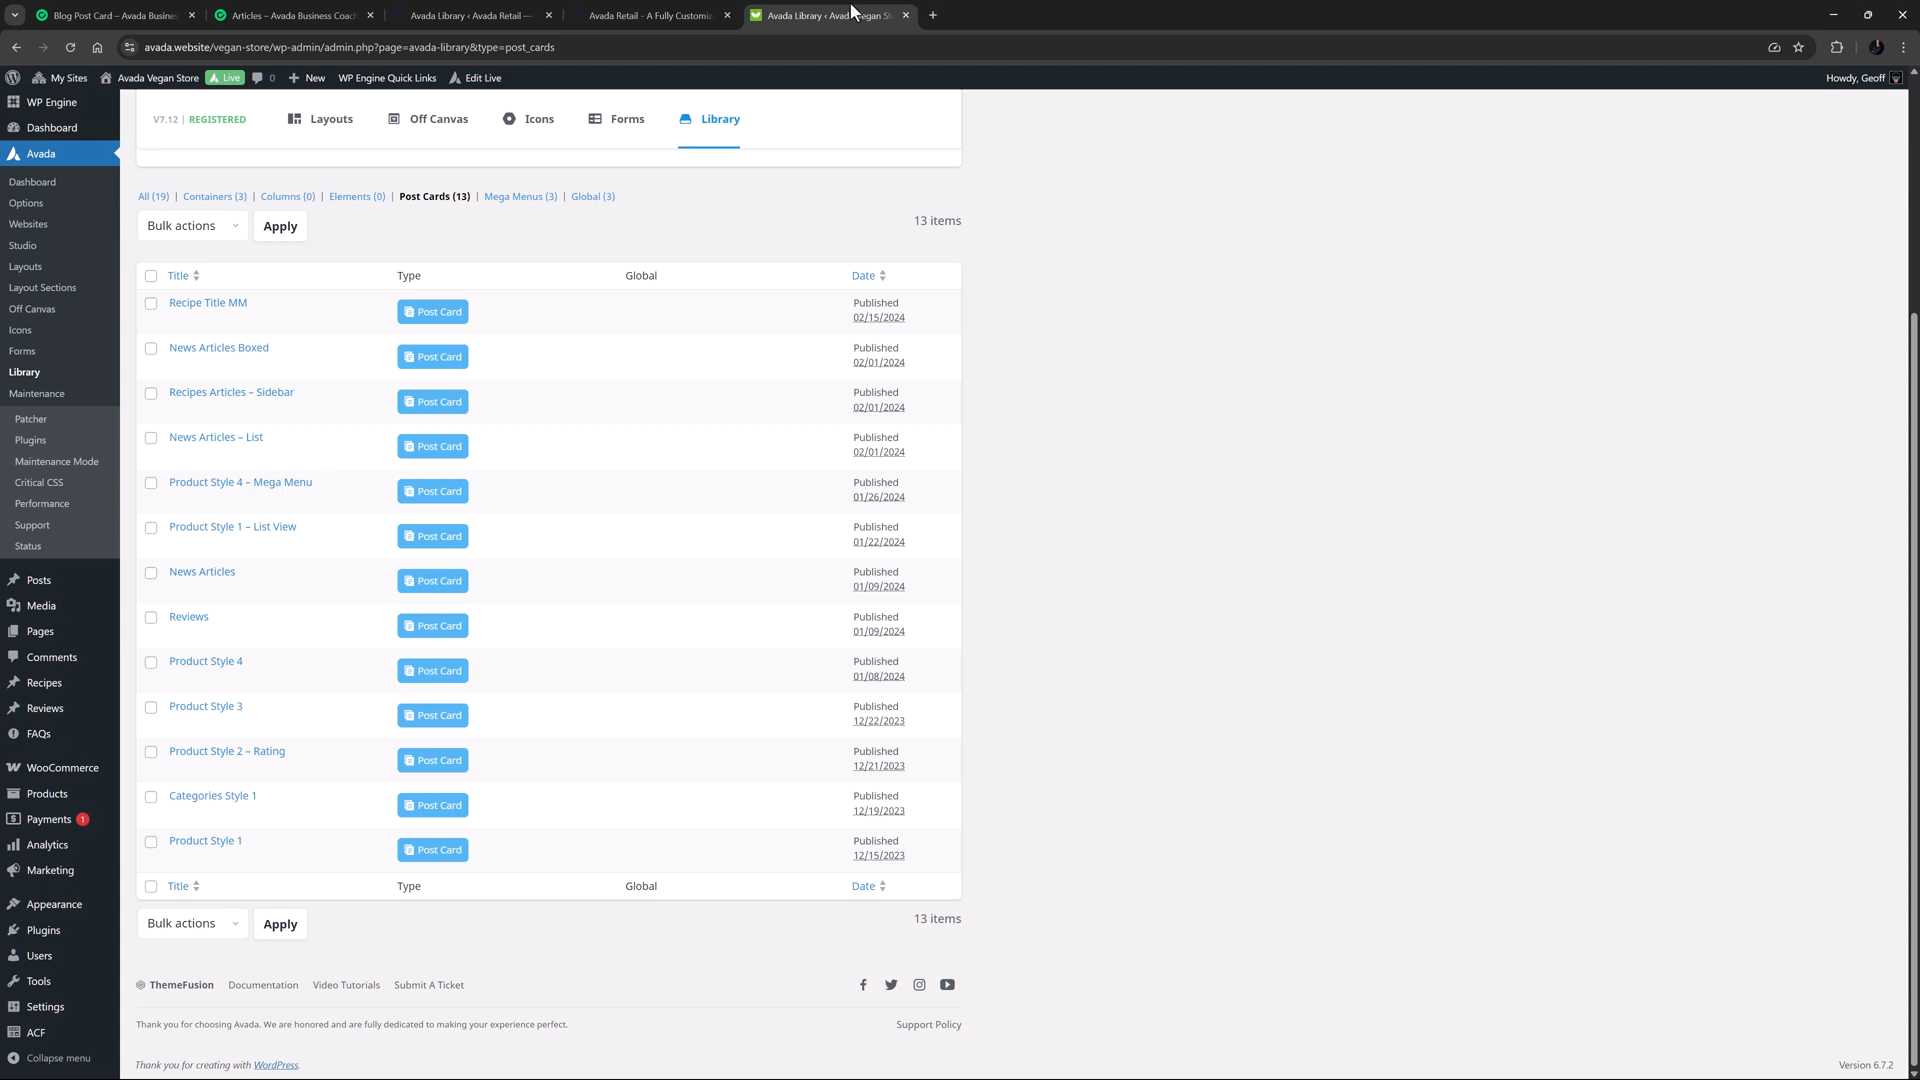 Blog Post Card – Avada Busines
Articles – Avada Business Coach
Avada Library ‹ Avada Retail —
Avada Retail - A Fully Customiz
Avada Library ‹ Avad
egan St
avada.website/vegan-store/wp-admin/admin.php?page=avada-library&type=post_cards
My Sites
Avada Vegan Store
Live
0
New
WP Engine Quick Links
Edit Live
Howdy, Geoff
WP Engine
Dashboard
Avada
Dashboard
Options
Websites
Studio
Layouts
Layout Sections
Off Canvas
Icons
Forms
Library
Maintenance
Patcher
Plugins
Maintenance Mode
Critical CSS
Performance
Support
Status
Posts
Media
Pages
Comments
Recipes
Reviews
FAQs
WooCommerce
Products
Payments 1
Analytics
Marketing
Appearance
Plugins
Users
Tools
Settings
ACF
Collapse menu
V7.12 | REGISTERED
Layouts
Off Canvas
Icons
Forms
Library
All (19) | Containers (3) | Columns (0) | Elements (0) | Post Cards (13) | Mega Menus (3) | Global (3)
Bulk actions
Apply
13 items
Title Type Global Date
Recipe Title MM Post Card Published
02/15/2024
News Articles Boxed Post Card Published
02/01/2024
Recipes Articles – Sidebar Post Card Published
02/01/2024
News Articles – List Post Card Published
02/01/2024
Product Style 4 – Mega Menu Post Card Published
01/26/2024
Product Style 1 – List View Post Card Published
01/22/2024
News Articles Post Card Published
01/09/2024
Reviews Post Card Published
01/09/2024
Product Style 4 Post Card Published
01/08/2024
Product Style 3 Post Card Published
12/22/2023
Product Style 2 – Rating Post Card Published
12/21/2023
Categories Style 1 Post Card Published
12/19/2023
Product Style 1 Post Card Published
12/15/2023
Title Type Global Date
Bulk actions
Apply
13 items
ThemeFusion Documentation Video Tutorials Submit A Ticket
Thank you for choosing Avada. We are honored and are fully dedicated to making your experience perfect.
Support Policy
Thank you for creating with WordPress.
Version 6.7.2